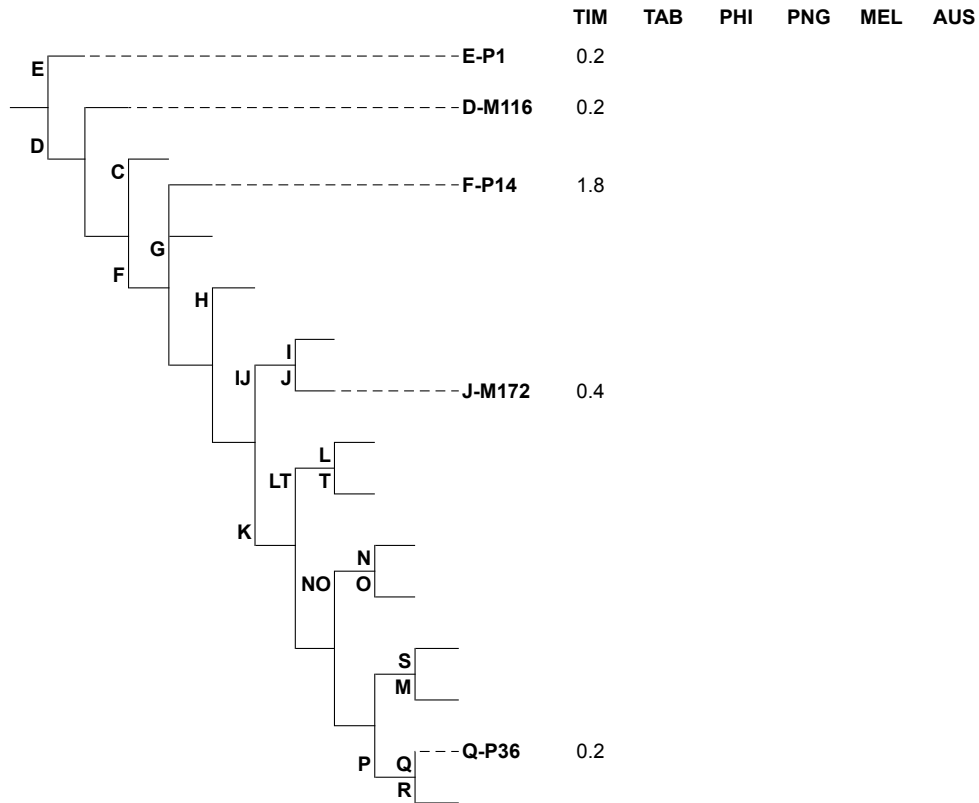 TIM TAB PHI PNG MEL AUS
E E-P1 0.2
D-M116 0.2
D
C
F-P14 1.8
G
F
H
I
IJ J J-M172 0.4
L
LT T
K
N
NO O
S
M
Q-P36 0.2
P Q
R